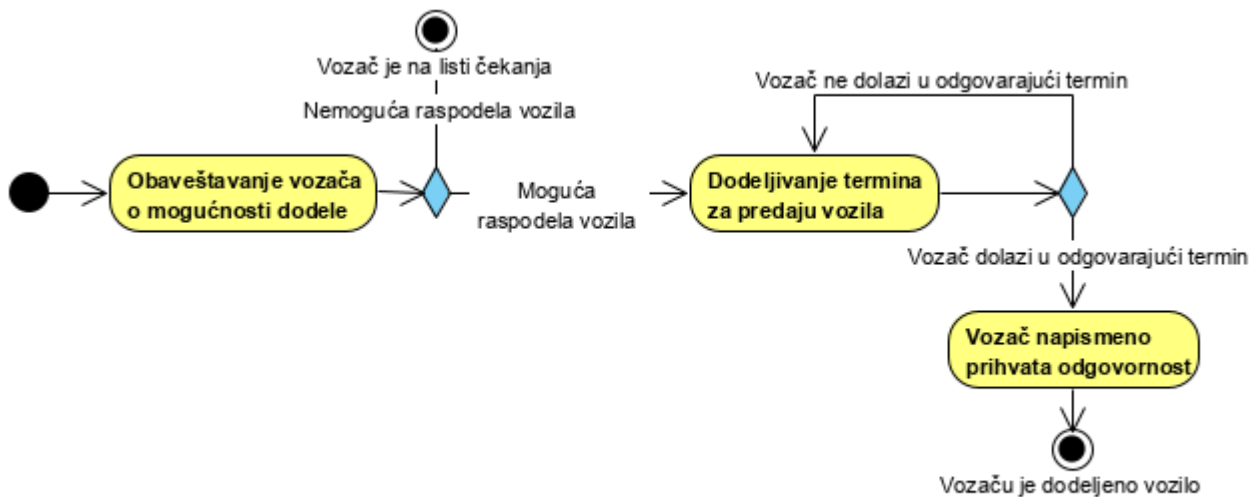 Vozač je na listi čekanja
Nemoguća raspodela vozila
Obaveštavanje vozača
o mogućnosti dodele
Moguća
raspodela vozila
Vozač ne dolazi u odgovarajući termin
Dodeljivanje termina
za predaju vozila
Vozač dolazi u odgovarajući termin
Vozač napismeno
prihvata odgovornost
Vozaču je dodeljeno vozilo